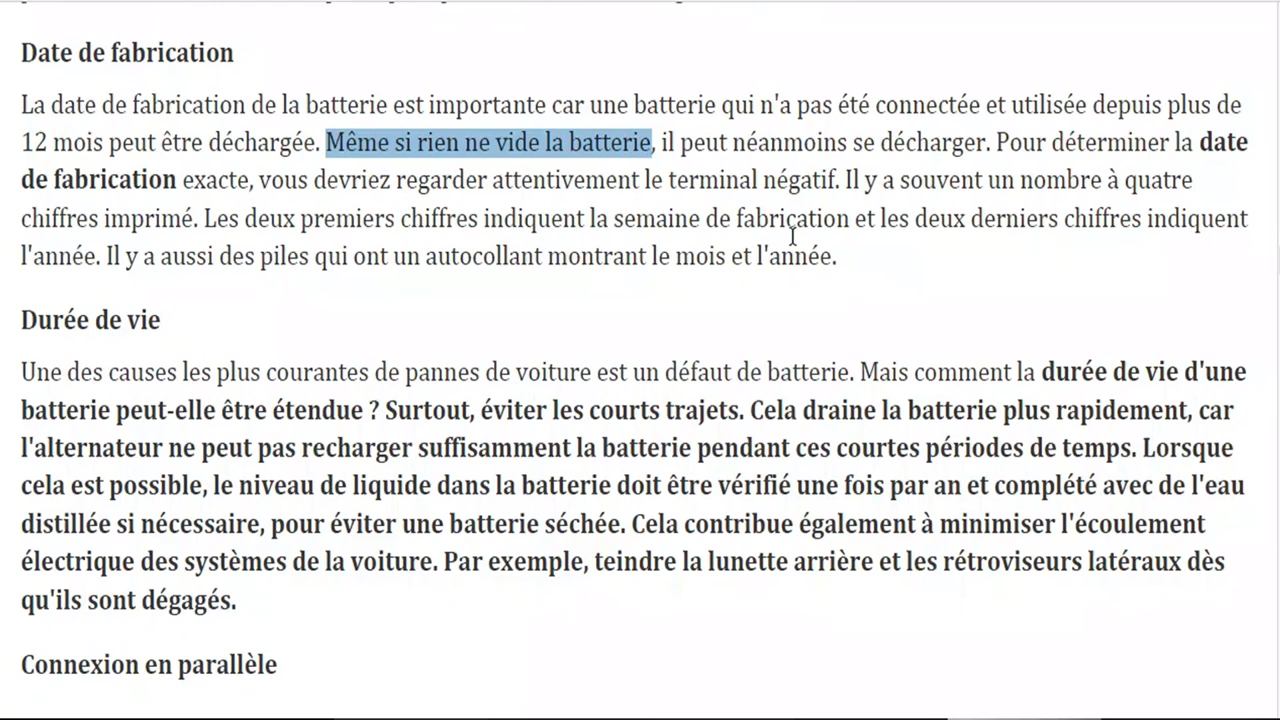 Date de fabrication
La date de fabrication de la batterie est importante car une batterie qui n'a pas été connectée et utilisée depuis plus de
12 mois peut être déchargée. Même si rien ne vide la batterie, il peut néanmoins se décharger. Pour déterminer la date
de fabrication exacte, vous devriez regarder attentivement le terminal négatif. Il y a souvent un nombre à quatre
chiffres imprimé. Les deux premiers chiffres indiquent la semaine de fabrication et les deux derniers chiffres indiquent
l'année. Il y a aussi des piles qui ont un autocollant montrant le mois et l'année.
Durée de vie
Une des causes les plus courantes de pannes de voiture est un défaut de batterie. Mais comment la durée de vie d'une
batterie peut-elle être étendue ? Surtout, éviter les courts trajets. Cela draine la batterie plus rapidement, car
l'alternateur ne peut pas recharger suffisamment la batterie pendant ces courtes périodes de temps. Lorsque
cela est possible, le niveau de liquide dans la batterie doit être vérifié une fois par an et complété avec de l'eau
distillée si nécessaire, pour éviter une batterie séchée. Cela contribue également à minimiser l'écoulement
électrique des systèmes de la voiture. Par exemple, teindre la lunette arrière et les rétroviseurs latéraux dès
qu'ils sont dégagés.
Connexion en parallèle